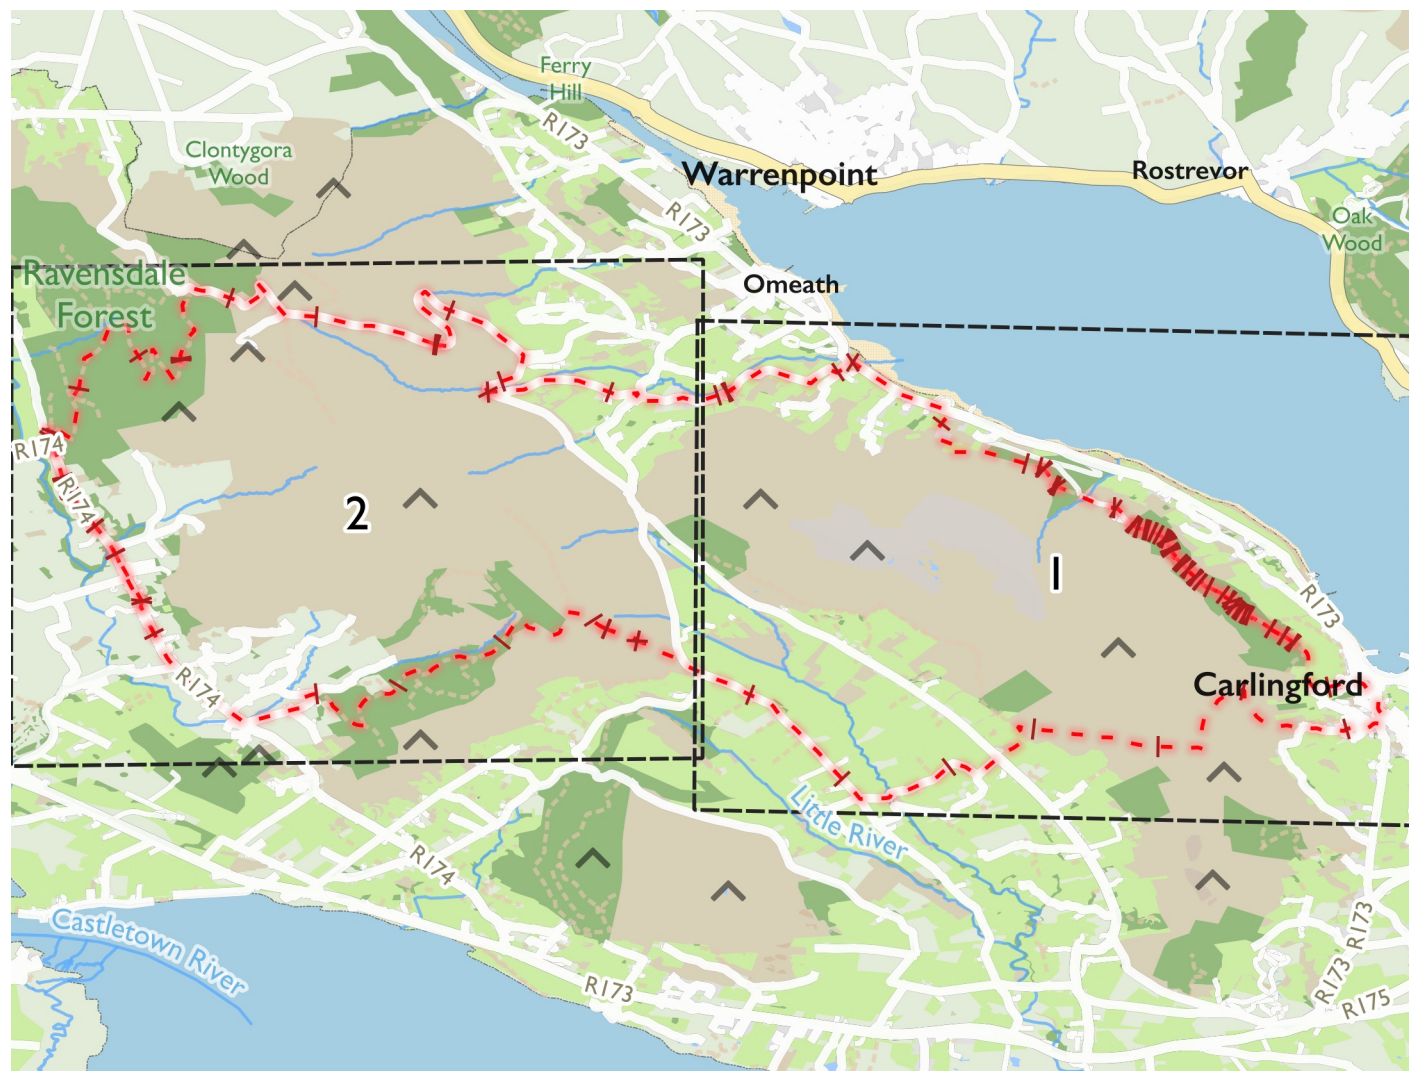 Ferry
Hill
R173
Clontygora
Wood
Warrenpoint
Rostrevor
R173
Oak
Wood
Ravensdale
Forest
Omeath
R174
R174
2
1
R173
R174
Carlingford
Little River
R174
Castletown River
R173
R173
R173
R175